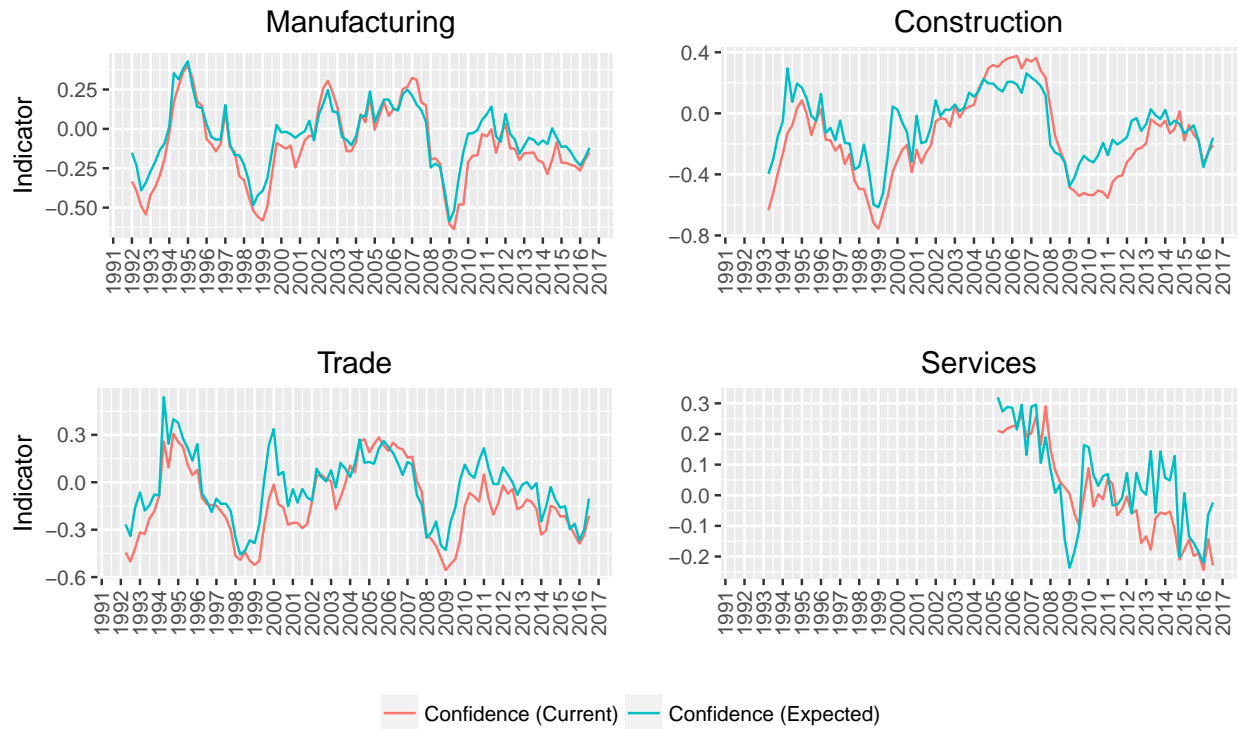 Manufacturing
Construction
Indicator
0.25
0.00
−0.25
−0.50
1991 1992 1993 1994 1995 1996 1997 1998 1999 2000 2001 2002 2003 2004 2005 2006 2007 2008 2009 2010 2011 2012 2013 2014 2015 2016 2017
0.4
0.0
−0.4
−0.8
1991 1992 1993 1994 1995 1996 1997 1998 1999 2000 2001 2002 2003 2004 2005 2006 2007 2008 2009 2010 2011 2012 2013 2014 2015 2016 2017
Trade
Services
Indicator
0.3
0.0
−0.3
−0.6
1991 1992 1993 1994 1995 1996 1997 1998 1999 2000 2001 2002 2003 2004 2005 2006 2007 2008 2009 2010 2011 2012 2013 2014 2015 2016 2017
0.3
0.2
0.1
0.0
−0.1
−0.2
1991 1992 1993 1994 1995 1996 1997 1998 1999 2000 2001 2002 2003 2004 2005 2006 2007 2008 2009 2010 2011 2012 2013 2014 2015 2016 2017
Confidence (Current) Confidence (Expected)